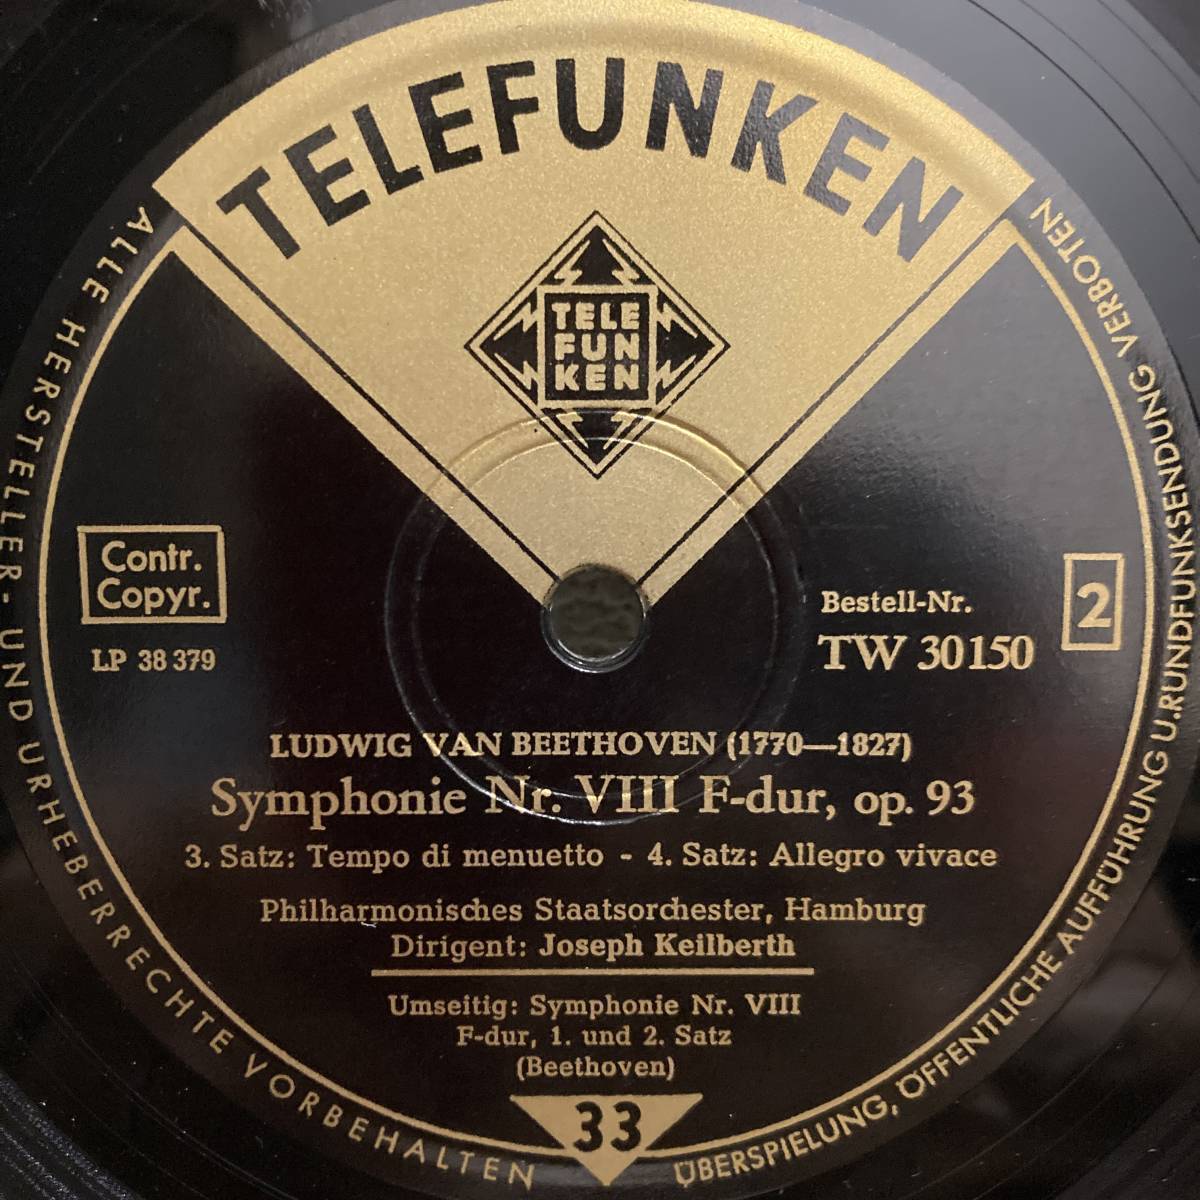 TELEFUNKEN
TELE
FUN
KEN
Contr.
Copyr.
LP 38 379
Bestell-Nr.
TW 30150
2
LUDWIG VAN BEETHOVEN (1770—1827)
Symphonie Nr. VIII F-dur, op. 93
3. Satz: Tempo di menuetto - 4. Satz: Allegro vivace
Philharmonisches Staatsorchester, Hamburg
Dirigent: Joseph Keilberth
Umseitig: Symphonie Nr. VIII
F-dur, 1. und 2. Satz
(Beethoven)
33
ALLE HERSTELLER- UND URHEBERRECHTE VORBEHALTEN
ÜBERSPIELUNG, ÖFFENTLICHE AUFFÜHRUNG U.RUNDFUNKSENDUNG VERBOTEN